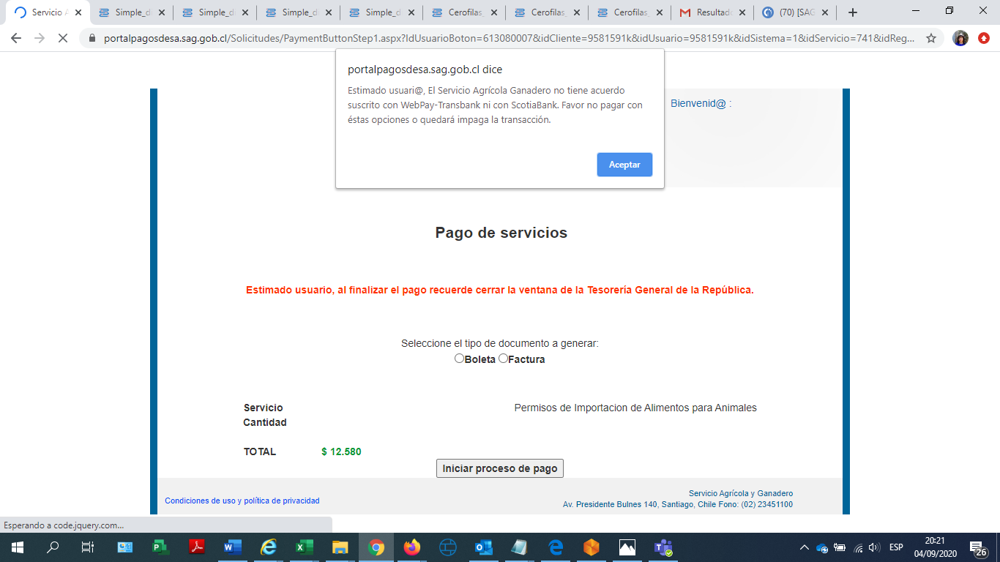 Servicio A
Simple_d
Simple_d
Simple_d
Simple_d
Cerofilas_
Cerofilas_
Cerofilas_
Resultado
(70) [SAG
portalpagosdesa.sag.gob.cl/Solicitudes/PaymentButtonStep1.aspx?IdUsuarioBoton=613080007&idCliente=9581591k&idUsuario=9581591k&idSistema=1&idServicio=741&idReg...
portalpagosdesa.sag.gob.cl dice
Estimado usuari@, El Servicio Agrícola Ganadero no tiene acuerdo
suscrito con WebPay-Transbank ni con ScotiaBank. Favor no pagar con
éstas opciones o quedará impaga la transacción.
Aceptar
Bienvenid@ :
Pago de servicios
Estimado usuario, al finalizar el pago recuerde cerrar la ventana de la Tesorería General de la República.
Seleccione el tipo de documento a generar:
Boleta Factura
Servicio Permisos de Importacion de Alimentos para Animales
Cantidad
TOTAL $ 12.580
Iniciar proceso de pago
Condiciones de uso y política de privacidad
Servicio Agrícola y Ganadero
Av. Presidente Bulnes 140, Santiago, Chile Fono: (02) 23451100
Esperando a code.jquery.com...
ESP
20:21
04/09/2020
26